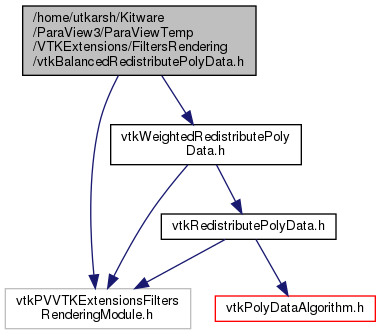 /home/utkarsh/Kitware
/ParaView3/ParaViewTemp
/VTKExtensions/FiltersRendering
/vtkBalancedRedistributePolyData.h
vtkWeightedRedistributePoly
Data.h
vtkRedistributePolyData.h
vtkPVVTKExtensionsFilters
RenderingModule.h
vtkPolyDataAlgorithm.h